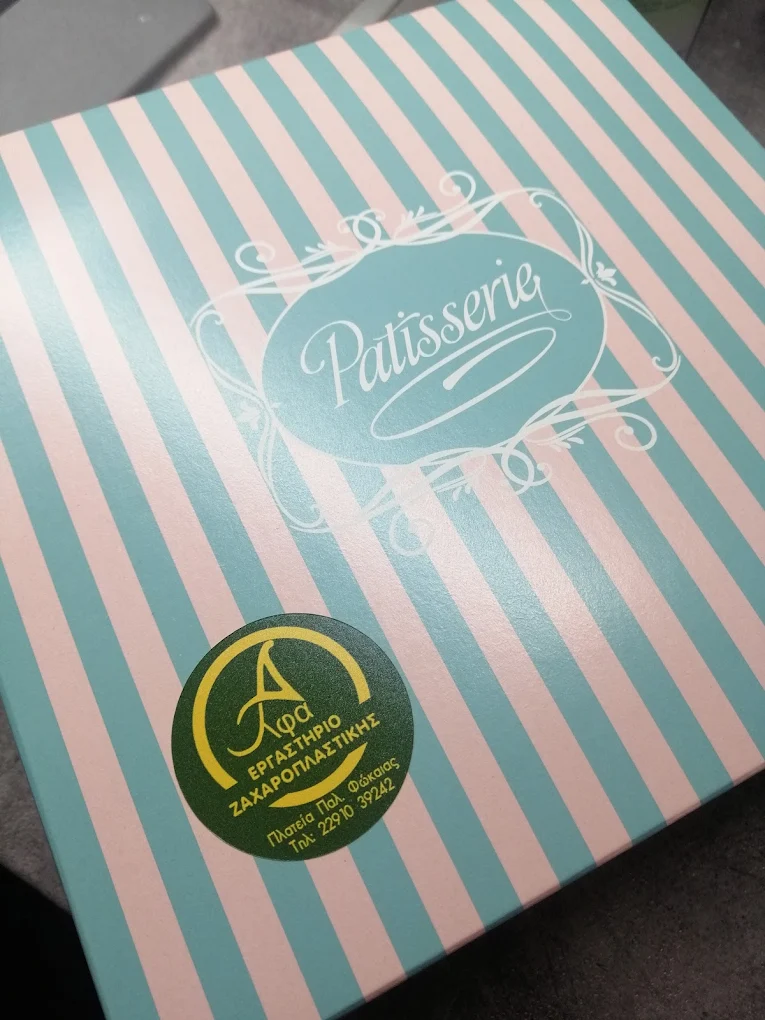 Patisserie
Αφα
ΕΡΓΑΣΤΗΡΙΟ
ΖΑΧΑΡΟΠΛΑΣΤΙΚΗΣ
Πλατεία Παλ. Φώκαιας
Τηλ: 22910 39242